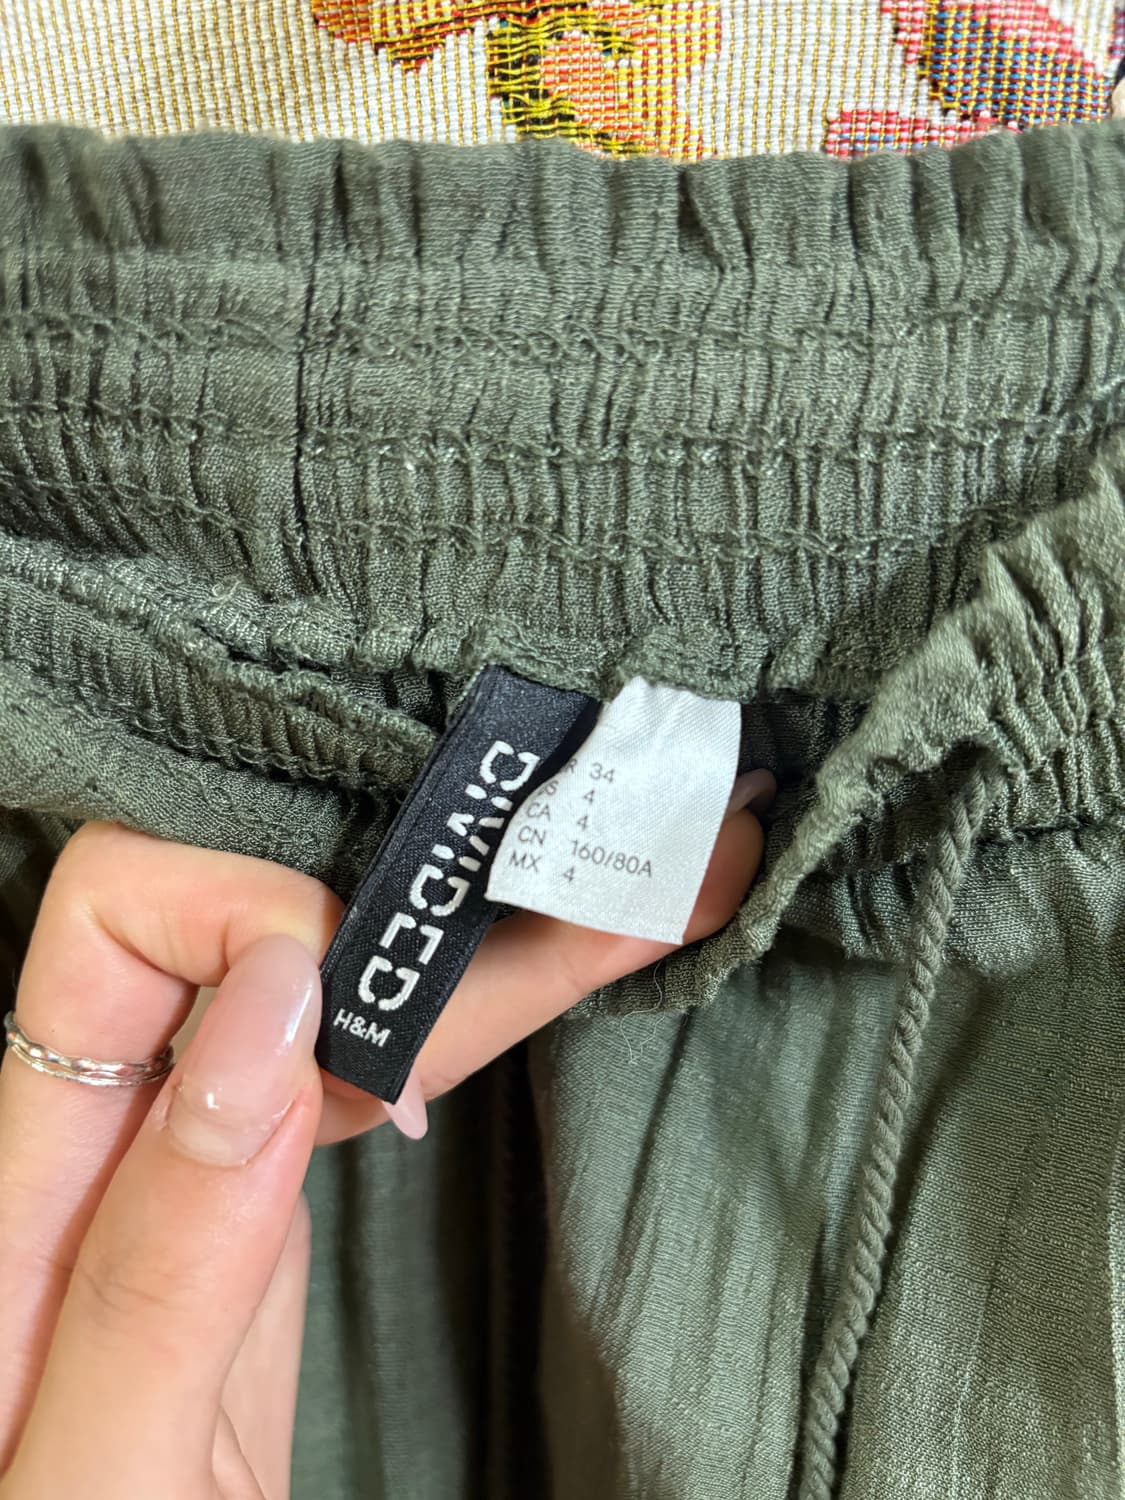 DIVIDED
H&M
R 34
S 4
CA 4
CN 160/80A
MX 4